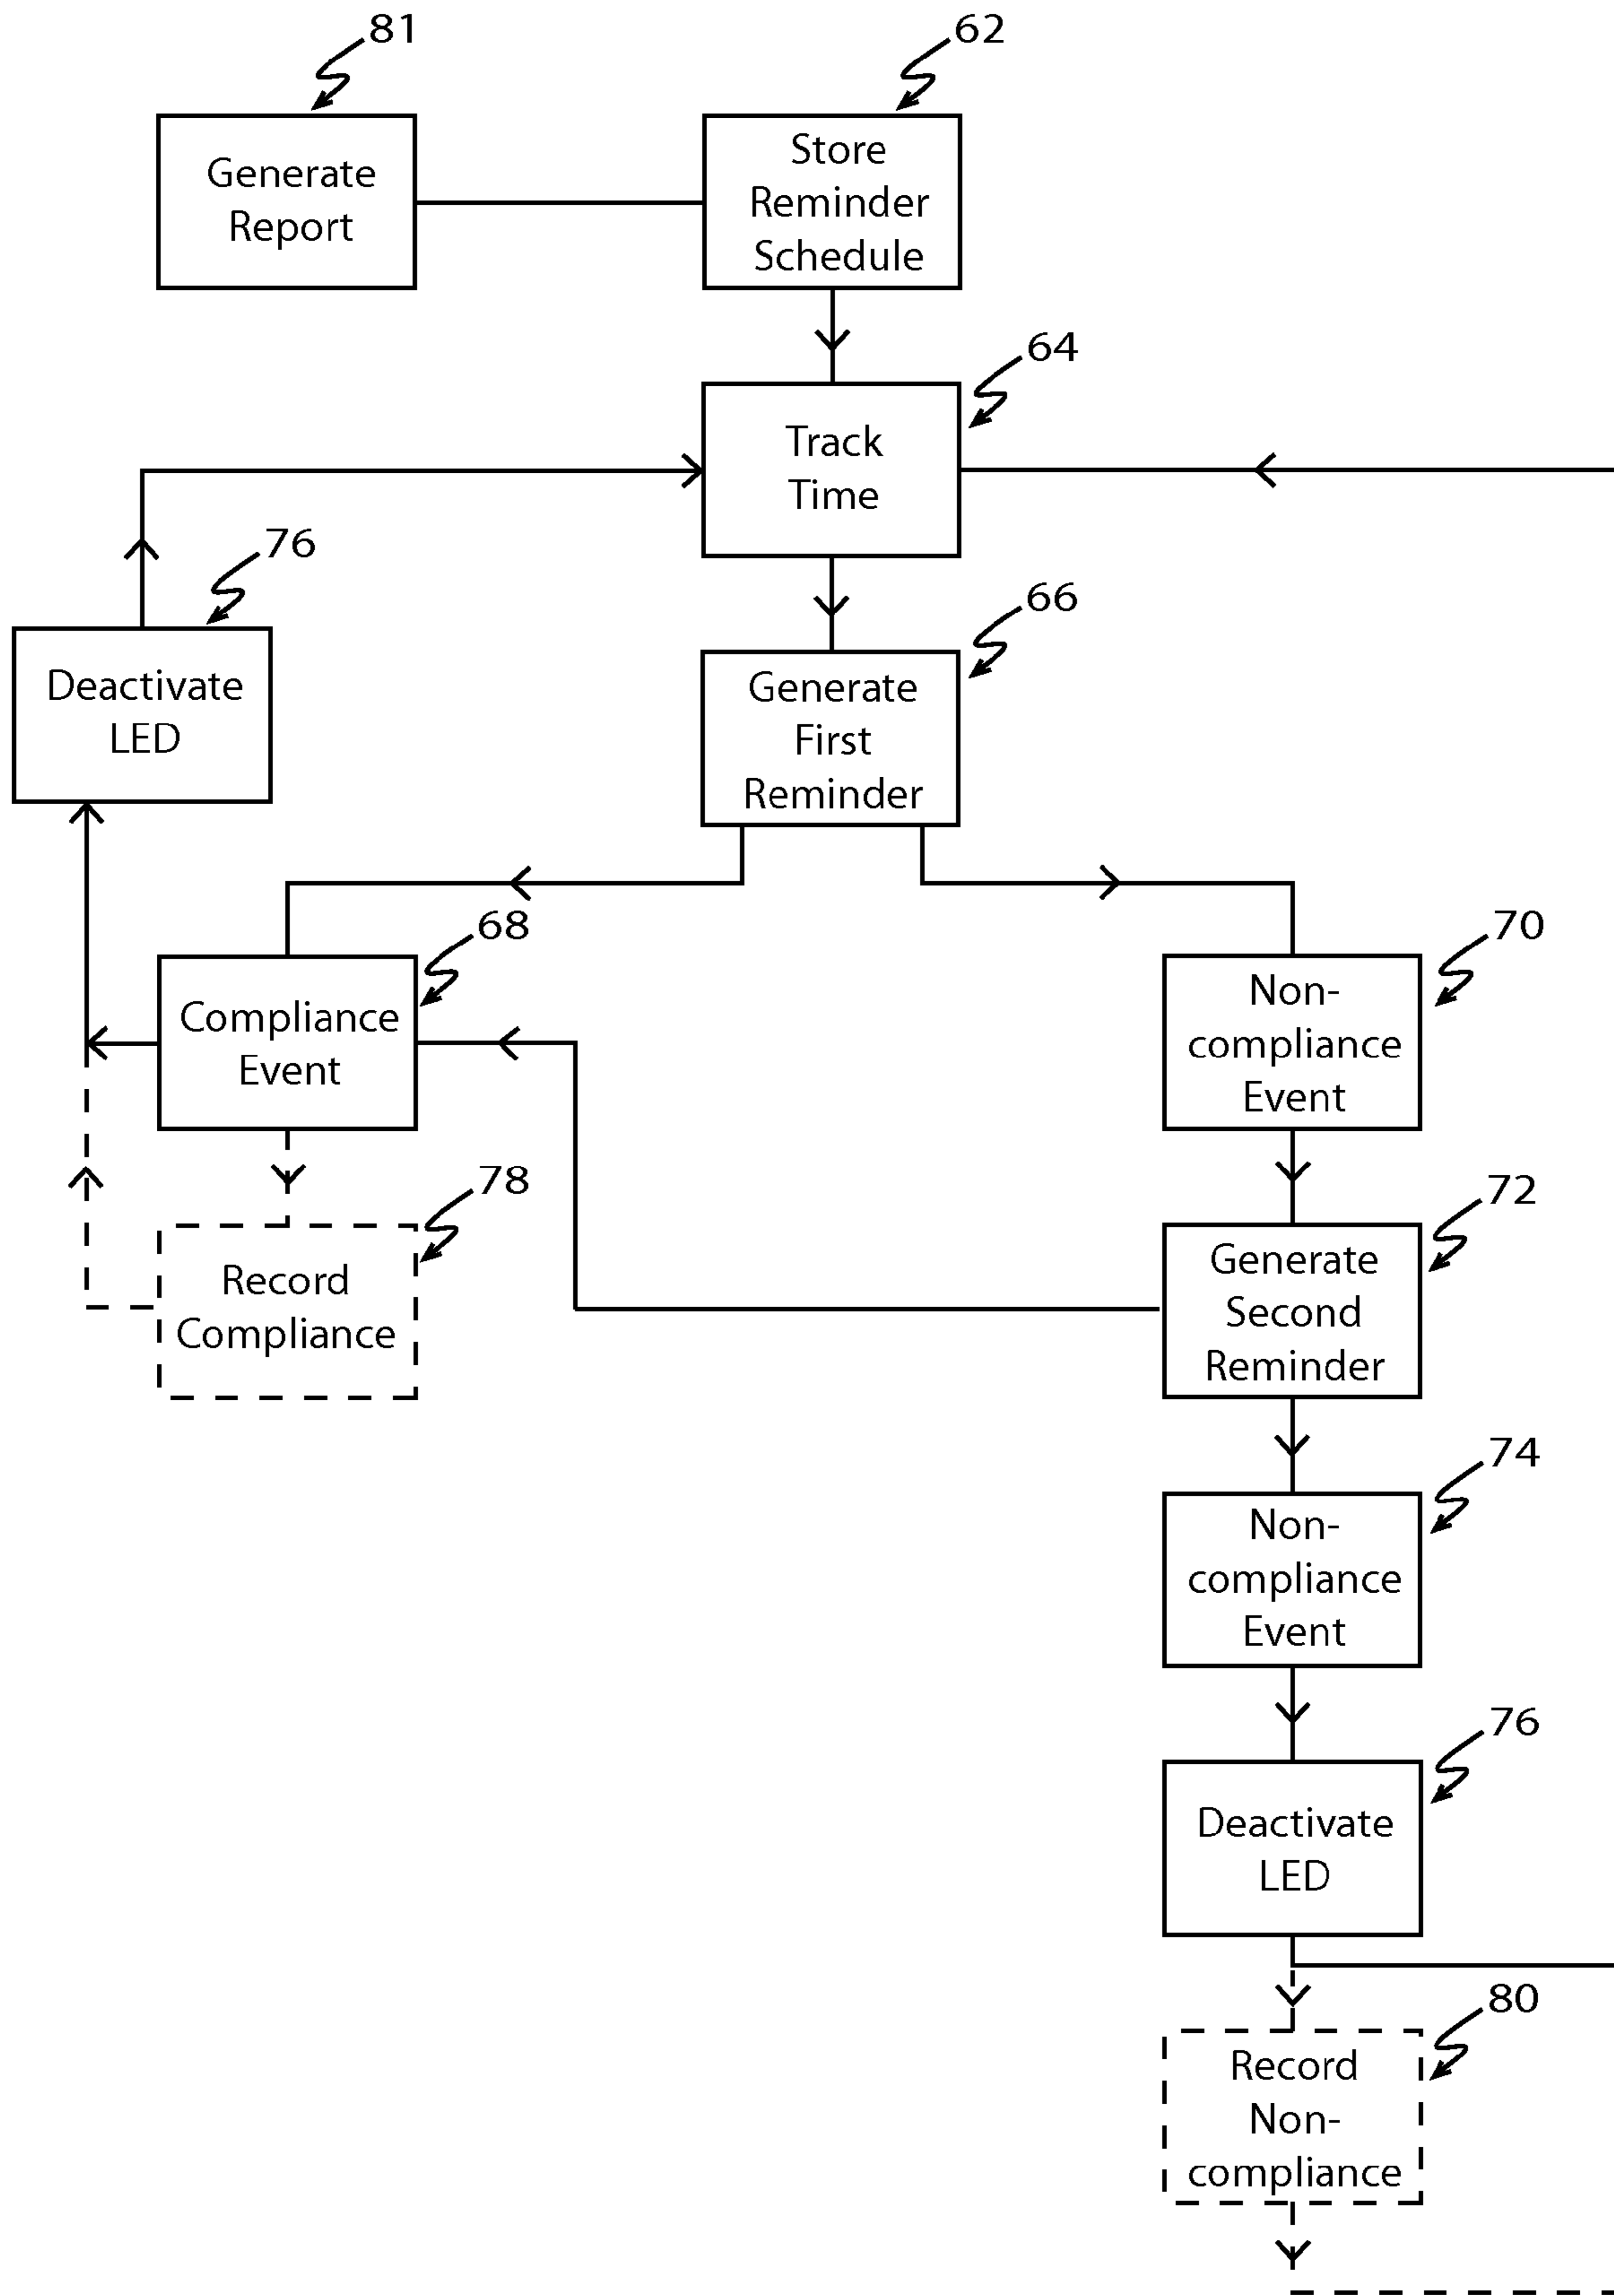 81
62
Generate
Report
Store
Reminder
Schedule
64
Track
Time
76
Deactivate
LED
66
Generate
First
Reminder
68
Compliance
Event
70
Non-
compliance
Event
78
Record
Compliance
72
Generate
Second
Reminder
74
Non-
compliance
Event
76
Deactivate
LED
80
Record
Non-
compliance